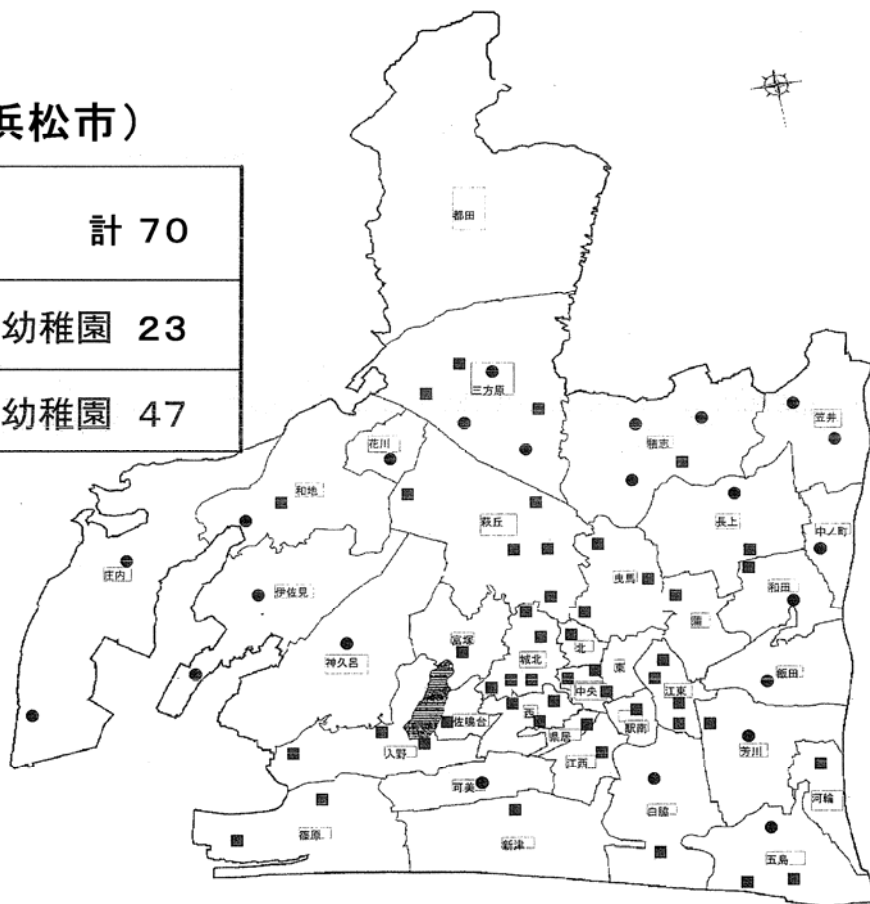 浜松市）
計 70
幼稚園 23
幼稚園 47
都田
三方原
笠井
積志
花川
和地
萩丘
長上
中ノ町
庄内
伊佐見
曳馬
和田
蒲
富塚
神久呂
城北
北
東
飯田
中央
江東
西
佐鳴台
駅南
県居
芳川
入野
江西
可美
白脇
河輪
篠原
新津
五島